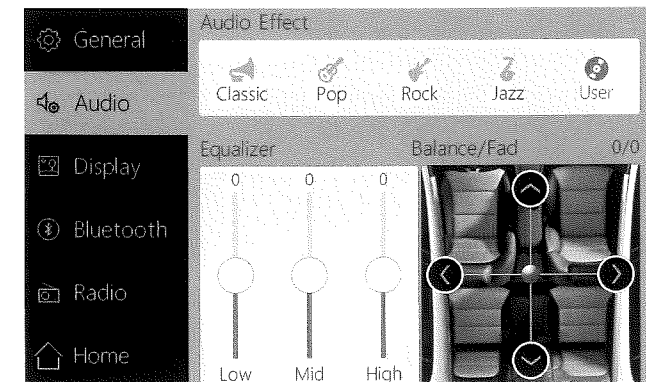 General
Audio
Display
Bluetooth
Radio
Home
Audio Effect
Classic Pop Rock Jazz User
Equalizer
0 0 0
Low Mid High
Balance/Fad 0/0